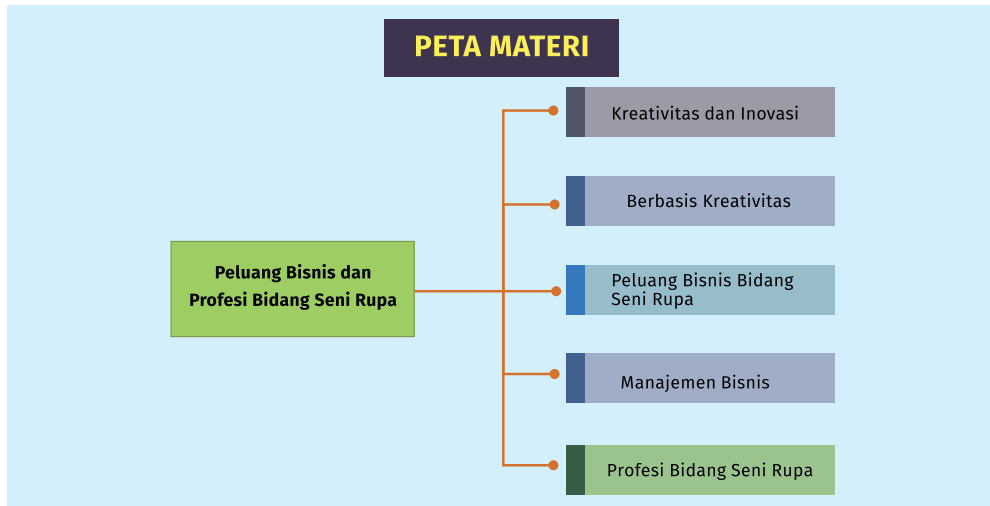 PETA MATERI
Kreativitas dan Inovasi
Berbasis Kreativitas
Peluang Bisnis dan
Profesi Bidang Seni Rupa
Peluang Bisnis Bidang
Seni Rupa
Manajemen Bisnis
Profesi Bidang Seni Rupa